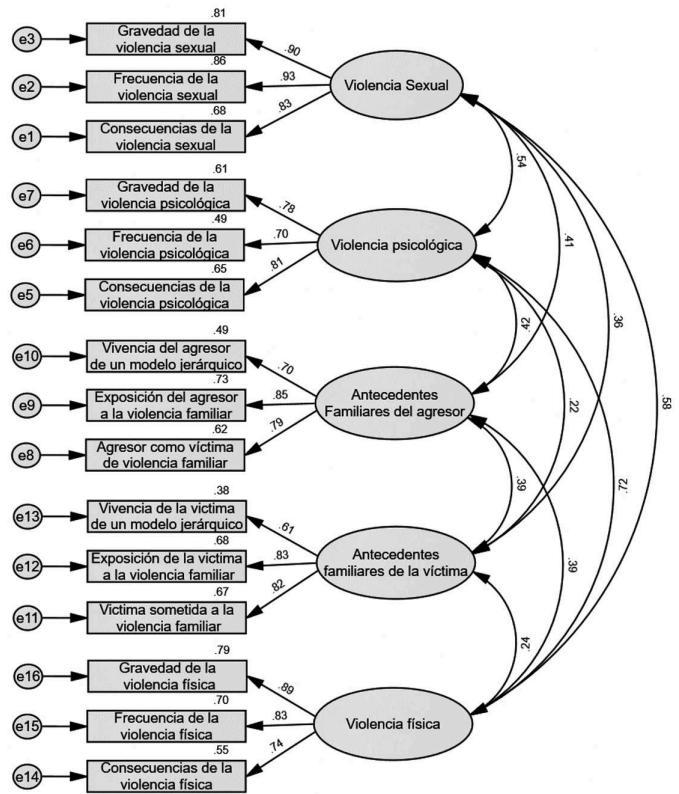 .81
e3
Gravedad de la
violencia sexual
.90
.86
e2
Frecuencia de la
violencia sexual
.93
Violencia Sexual
.68
e1
Consecuencias de la
violencia sexual
.83
.54
.61
e7
Gravedad de la
violencia psicológica
.78
.49
e6
Frecuencia de la
violencia psicológica
.70
Violencia psicológica
.41
.65
e5
Consecuencias de la
violencia psicológica
.81
.42
.36
.49
e10
Vivencia del agresor
de un modelo jerárquico
.70
.73
e9
Exposición del agresor
a la violencia familiar
.85
Antecedentes
Familiares del agresor
.22
.58
.62
e8
Agresor como víctima
de violencia familiar
.79
.39
.72
.38
e13
Vivencia de la victima
de un modelo jerárquico
.61
.68
e12
Exposición de la victima
a la violencia familiar
.83
Antecedentes
familiares de la víctima
.39
.67
e11
Victima sometida a la
violencia familiar
.82
.24
.79
e16
Gravedad de la
violencia física
.89
.70
e15
Frecuencia de la
violencia física
.83
Violencia física
.55
e14
Consecuencias de la
violencia física
.74